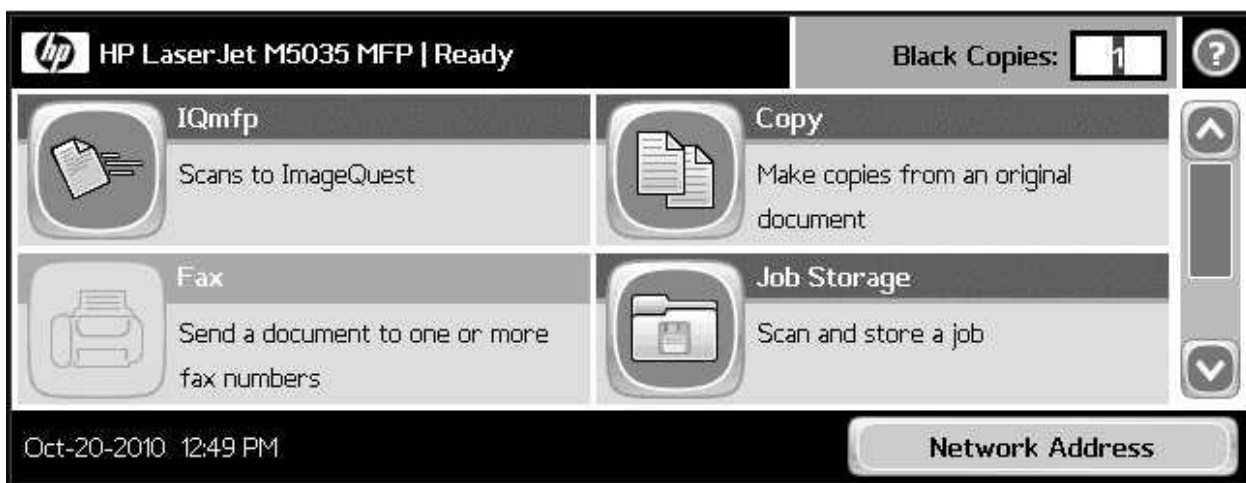 hp HP LaserJet M5035 MFP | Ready
Black Copies: 1
?
IQmfp
Scans to ImageQuest
Copy
Make copies from an original
document
Fax
Send a document to one or more
fax numbers
Job Storage
Scan and store a job
Oct-20-2010 12:49 PM
Network Address